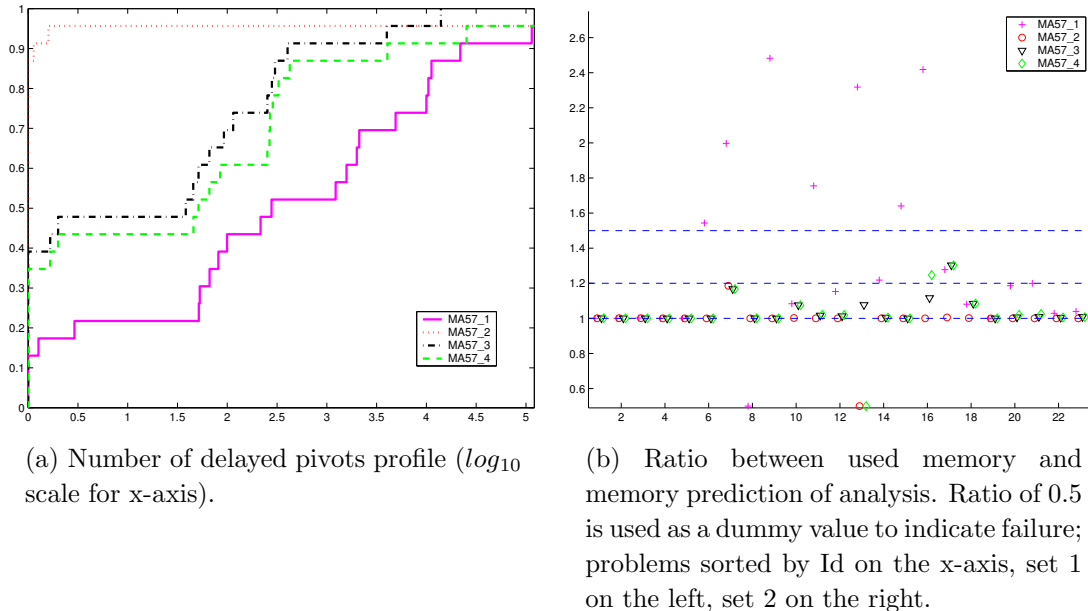 1
0.9
0.8
0.7
0.6
0.5
0.4
0.3
0.2
0.1
0
0 0.5 1 1.5 2 2.5 3 3.5 4 4.5 5
MA57_1
MA57_2
MA57_3
MA57_4
(a) Number of delayed pivots profile (log10
scale for x-axis).
2.6
2.4
2.2
2
1.8
1.6
1.4
1.2
1
0.8
0.6
2 4 6 8 10 12 14 16 18 20 22
MA57_1
MA57_2
MA57_3
MA57_4
(b) Ratio between used memory and
memory prediction of analysis. Ratio of 0.5
is used as a dummy value to indicate failure;
problems sorted by Id on the x-axis, set 1
on the left, set 2 on the right.